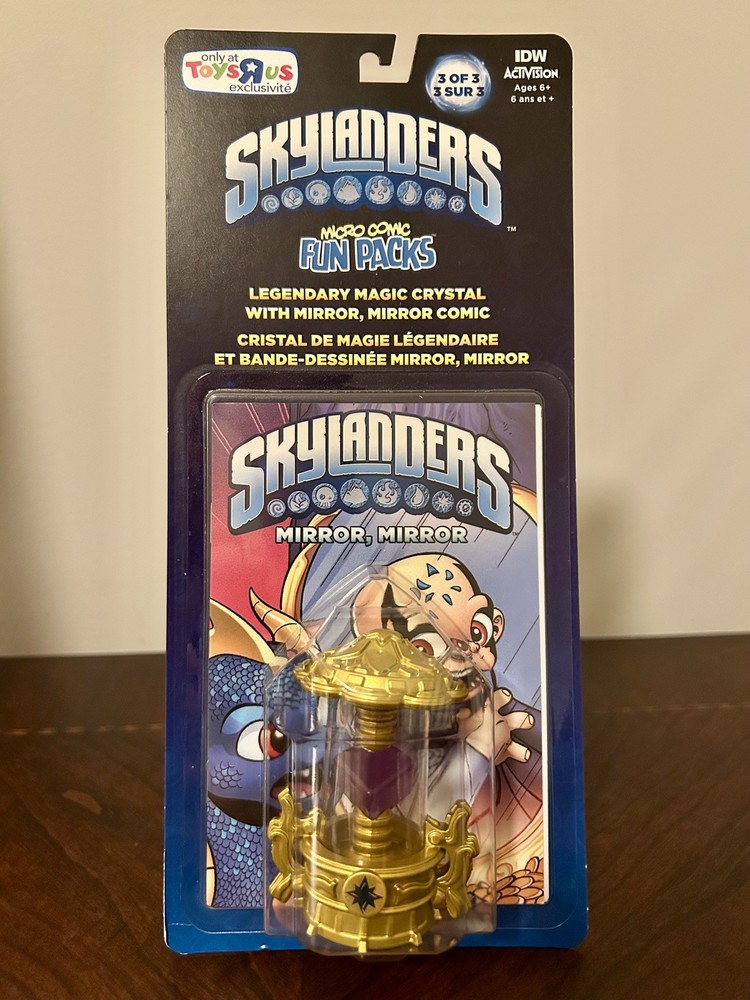 only at
ToysRus
exclusivité
3 OF 3
3 SUR 3
IDW
ACTIVISION
Ages 6+
6 ans et +
SKYLANDERS
TM
MICRO COMIC
FUN PACKS
LEGENDARY MAGIC CRYSTAL
WITH MIRROR, MIRROR COMIC
CRISTAL DE MAGIE LÉGENDAIRE
ET BANDE-DESSINÉE MIRROR, MIRROR
SKYLANDERS
MIRROR, MIRROR